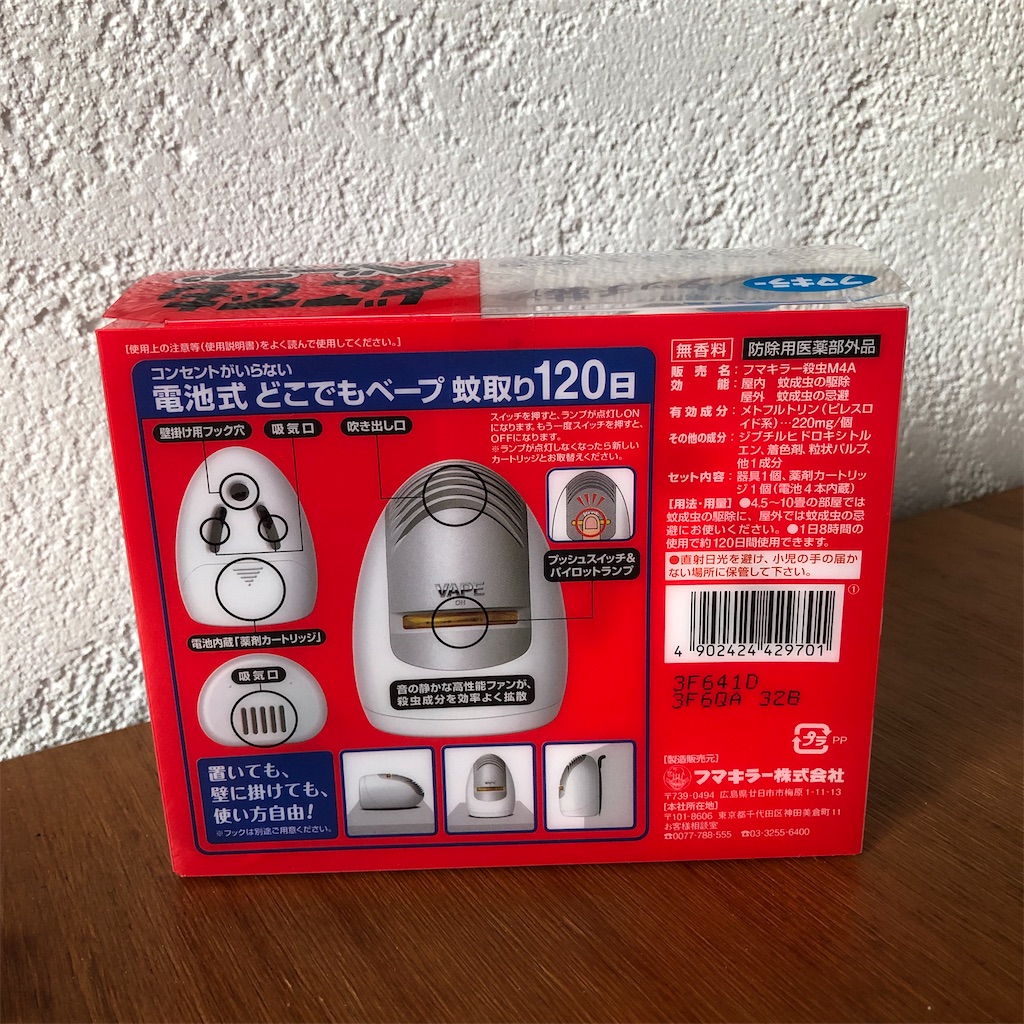 フマキラー
[使用上の注意等(使用説明書)をよく読んで使用してください。]
コンセントがいらない
電池式 どこでもベープ 蚊取り120日
壁掛け用フック穴
吸気口
吹き出し口
スイッチを押すと、ランプが点灯しON
になります。もう一度スイッチを押すと、
OFFになります。
※ランプが点灯しなくなったら新しい
カートリッジとお取替えください。
プッシュスイッチ&
パイロットランプ
VAPE
ON
電池内蔵「薬剤カートリッジ」
吸気口
音の静かな高性能ファンが、
殺虫成分を効率よく拡散
置いても、
壁に掛けても、
使い方自由!
※フックは別途ご用意ください。
無香料 防除用医薬部外品
販売名:フマキラー殺虫M4A
効能:屋内 蚊成虫の駆除
屋外 蚊成虫の忌避
有効成分:メトフルトリン(ピレスロ
イド系)…220mg/個
その他の成分:ジブチルヒドロキシトル
エン、着色剤、粒状パルプ、
他1成分
セット内容:器具1個、薬剤カートリッ
ジ1個(電池4本内蔵)
[用法・用量] ●4.5~10畳の部屋では
蚊成虫の駆除に、屋外では蚊成虫の忌
避にお使いください。●1日8時間の
使用で約120日間使用できます。
●直射日光を避け、小児の手の届か
ない場所に保管して下さい。
①
4 902424 429701
3F641D
3F6QA 32B
プラ PP
[製造販売元]
フマキラー株式会社
〒739-0494 広島県廿日市市梅原1-11-13
[本社所在地]
〒101-8606 東京都千代田区神田美倉町11
お客様相談室
☎0077-788-555 ☎03-3255-6400